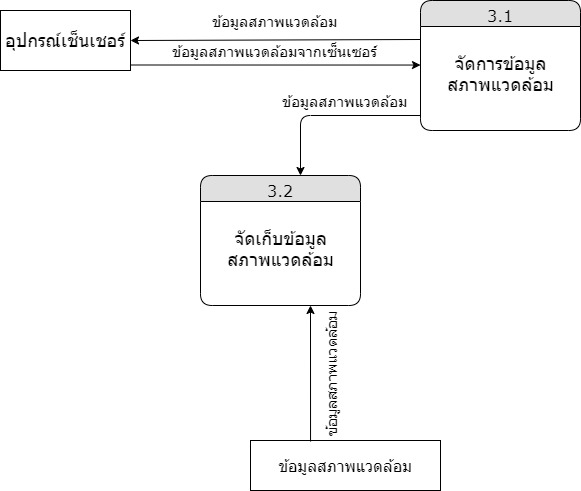 ข้อมูลสภาพแวดล้อม
3.1
อุปกรณ์เซ็นเชอร์
ข้อมูลสภาพแวดล้อมจากเซ็นเซอร์
จัดการข้อมูล
สภาพแวดล้อม
ข้อมูลสภาพแวดล้อม
3.2
จัดเก็บข้อมูล
สภาพแวดล้อม
ข้อมูลสภาพแวดล้อม
ข้อมูลสภาพแวดล้อม